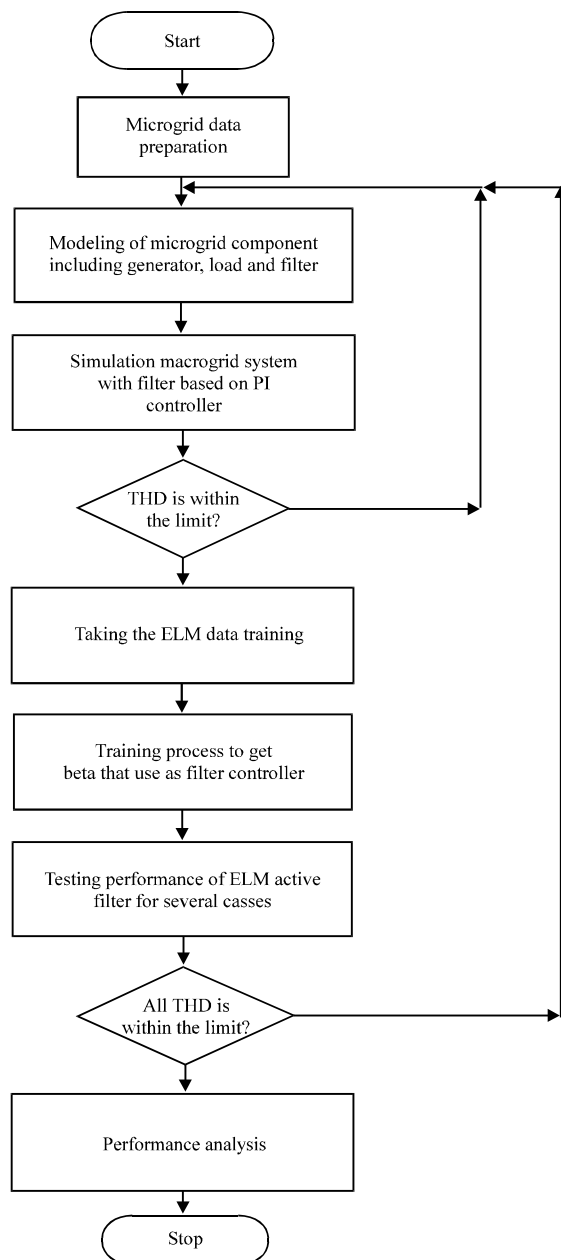 Start
Microgrid data
preparation
Modeling of microgrid component
including generator, load and filter
Simulation macrogrid system
with filter based on PI
controller
THD is within
the limit?
Taking the ELM data training
Training process to get
beta that use as filter controller
Testing performance of ELM active
filter for several casses
All THD is
within the limit?
Performance analysis
Stop